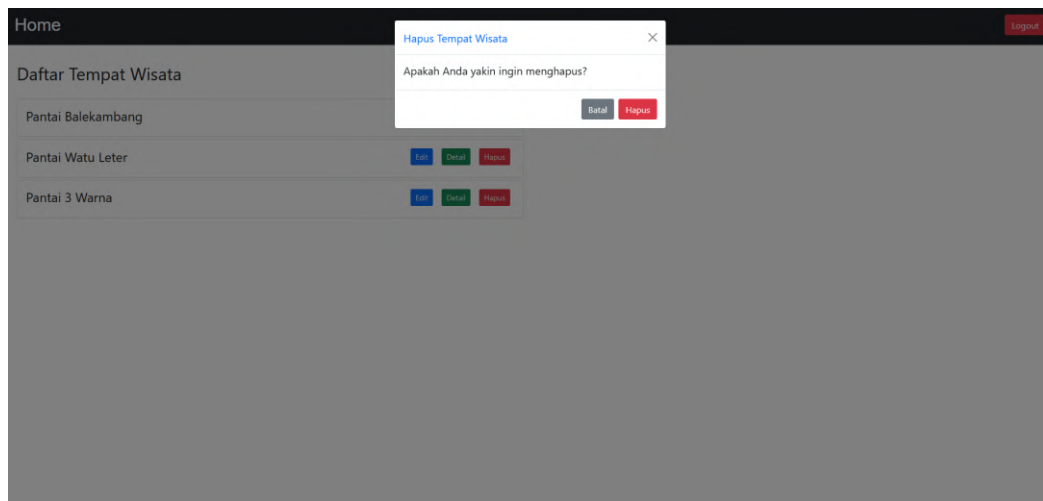 Home
Logout
Hapus Tempat Wisata
Apakah Anda yakin ingin menghapus?
Batal Hapus
Daftar Tempat Wisata
Pantai Balekambang
Pantai Watu Leter Edit Detail Hapus
Pantai 3 Warna Edit Detail Hapus